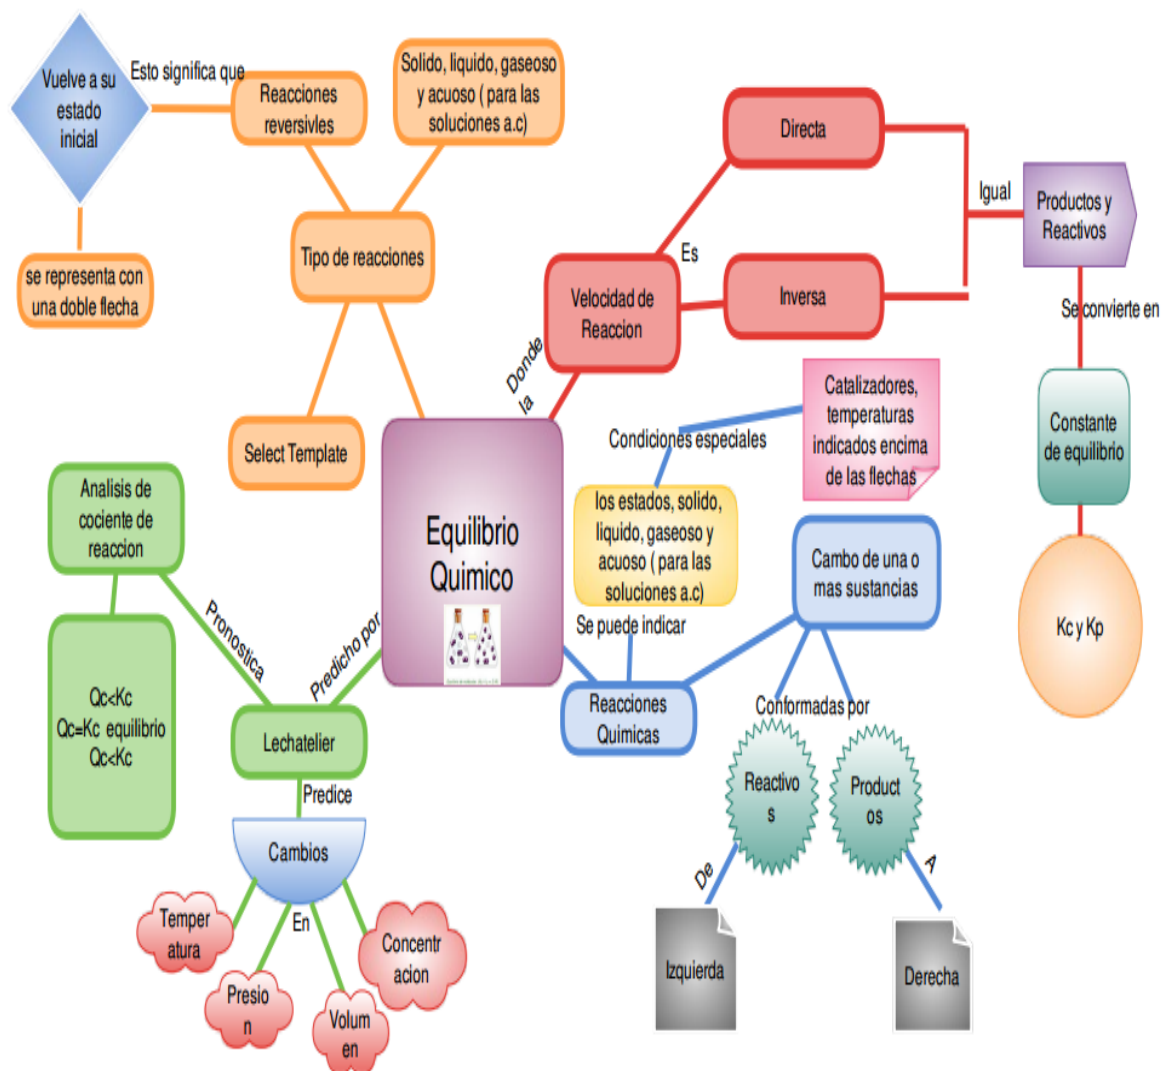 Vuelve a su
estado
inicial
Esto significa que
Reacciones
reversivles
Solido, liquido, gaseoso
y acuoso ( para las
soluciones a.c)
se representa con
una doble flecha
Tipo de reacciones
Select Template
Directa
Es
Inversa
Velocidad de
Reaccion
Donde
la
Igual
Productos y
Reactivos
Se convierte en
Constante
de equilibrio
Kc y Kp
Catalizadores,
temperaturas
indicados encima
de las flechas
Condiciones especiales
los estados, solido,
liquido, gaseoso y
acuoso ( para las
soluciones a.c)
Se puede indicar
Equilibrio
Quimico
Cambo de una o
mas sustancias
Reacciones
Quimicas
Conformadas por
Reactivo
s
Product
os
De
A
Izquierda
Derecha
Analisis de
cociente de
reaccion
Pronostica
Predicho por
Qc<Kc
Qc=Kc equilibrio
Qc<Kc
Lechatelier
Predice
Cambios
En
Temper
atura
Presio
n
Volum
en
Concentr
acion